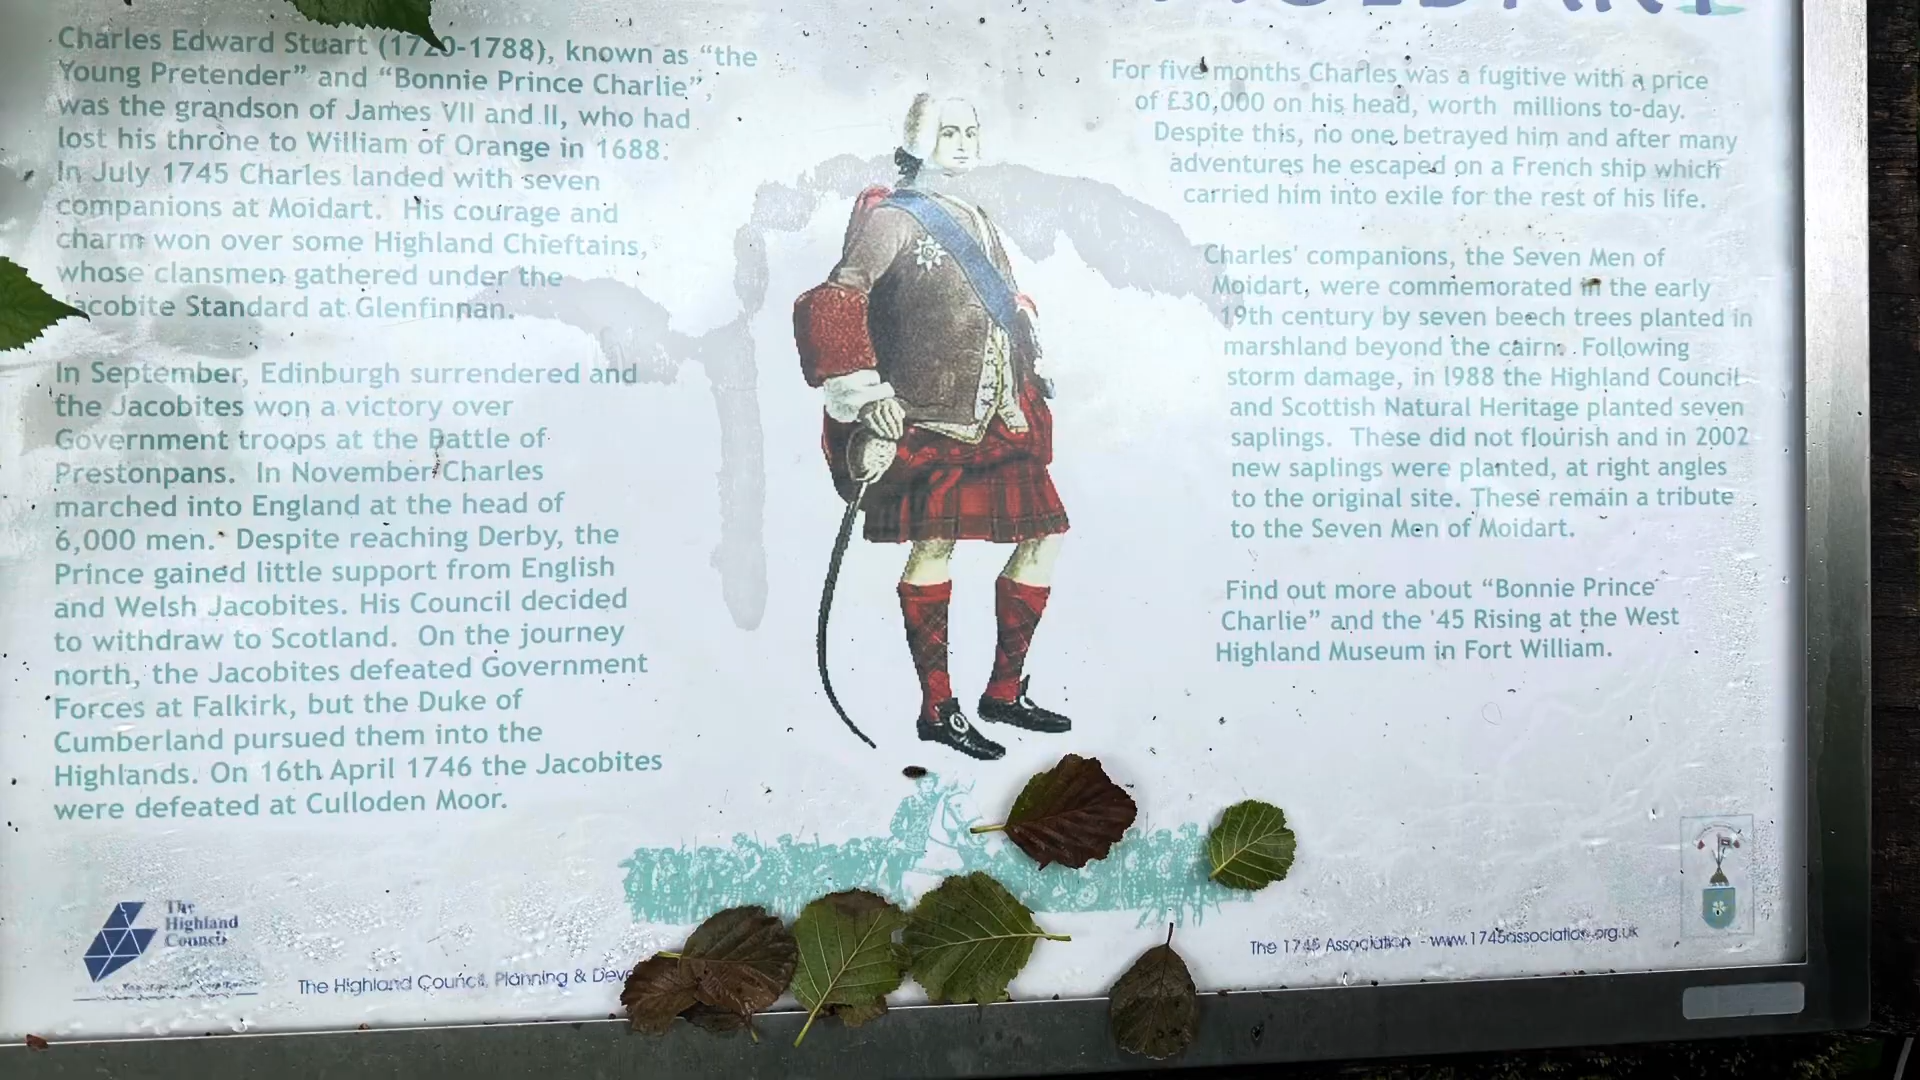 MOIDART
Charles Edward Stuart (1720-1788), known as “the
Young Pretender” and “Bonnie Prince Charlie”,
was the grandson of James VII and II, who had
lost his throne to William of Orange in 1688.
In July 1745 Charles landed with seven
companions at Moidart. His courage and
charm won over some Highland Chieftains,
whose clansmen gathered under the
Jacobite Standard at Glenfinnan.
In September, Edinburgh surrendered and
the Jacobites won a victory over
Government troops at the Battle of
Prestonpans. In November Charles
marched into England at the head of
6,000 men. Despite reaching Derby, the
Prince gained little support from English
and Welsh Jacobites. His Council decided
to withdraw to Scotland. On the journey
north, the Jacobites defeated Government
Forces at Falkirk, but the Duke of
Cumberland pursued them into the
Highlands. On 16th April 1746 the Jacobites
were defeated at Culloden Moor.
For five months Charles was a fugitive with a price
of £30,000 on his head, worth millions to-day.
Despite this, no one betrayed him and after many
adventures he escaped on a French ship which
carried him into exile for the rest of his life.
Charles' companions, the Seven Men of
Moidart, were commemorated in the early
19th century by seven beech trees planted in
marshland beyond the cairn. Following
storm damage, in 1988 the Highland Council
and Scottish Natural Heritage planted seven
saplings. These did not flourish and in 2002
new saplings were planted, at right angles
to the original site. These remain a tribute
to the Seven Men of Moidart.
Find out more about “Bonnie Prince
Charlie” and the '45 Rising at the West
Highland Museum in Fort William.
The
Highland
Council
The Highland Council, Planning &
The 1745 Association - www.1745association.org.uk